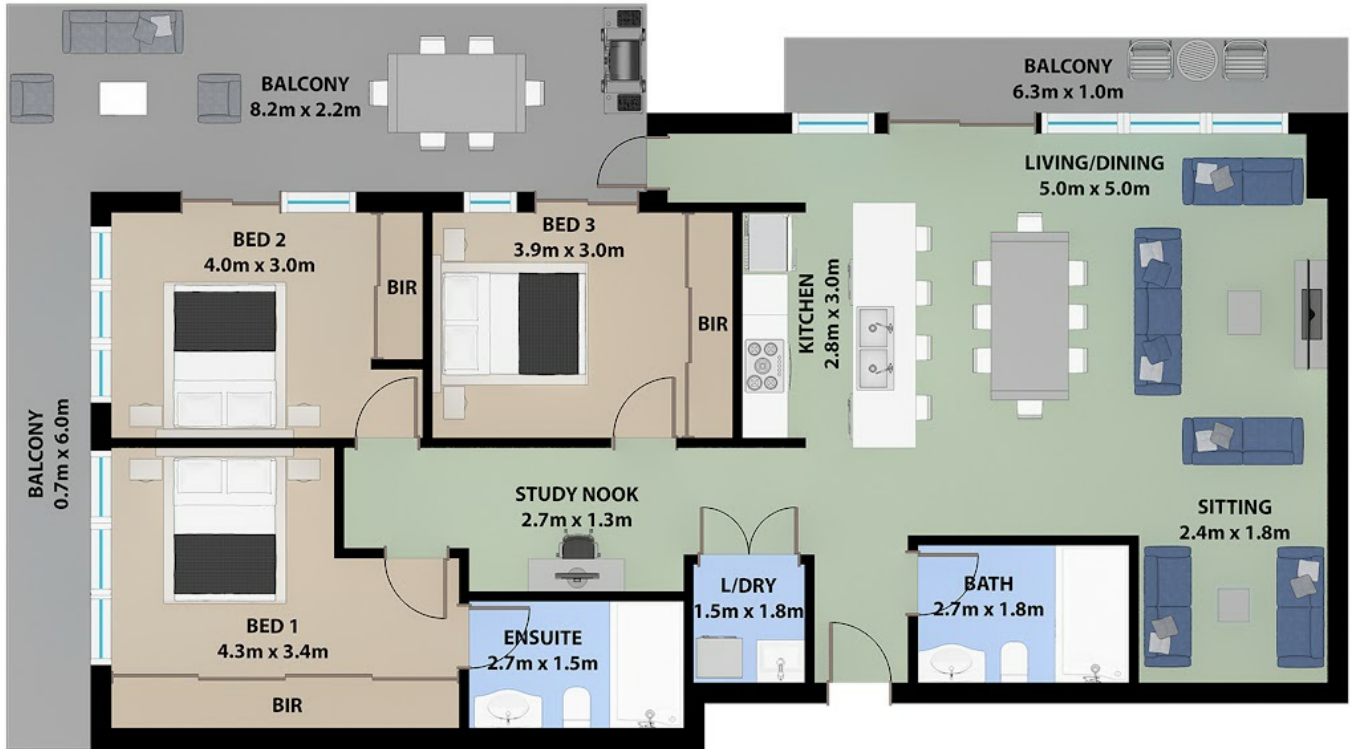 BALCONY
8.2m x 2.2m
BALCONY
6.3m x 1.0m
LIVING/DINING
5.0m x 5.0m
BED 2
4.0m x 3.0m
BIR
BED 3
3.9m x 3.0m
BIR
KITCHEN
2.8m x 3.0m
BALCONY
0.7m x 6.0m
STUDY NOOK
2.7m x 1.3m
SITTING
2.4m x 1.8m
BED 1
4.3m x 3.4m
BIR
ENSUITE
2.7m x 1.5m
L/DRY
1.5m x 1.8m
BATH
2.7m x 1.8m